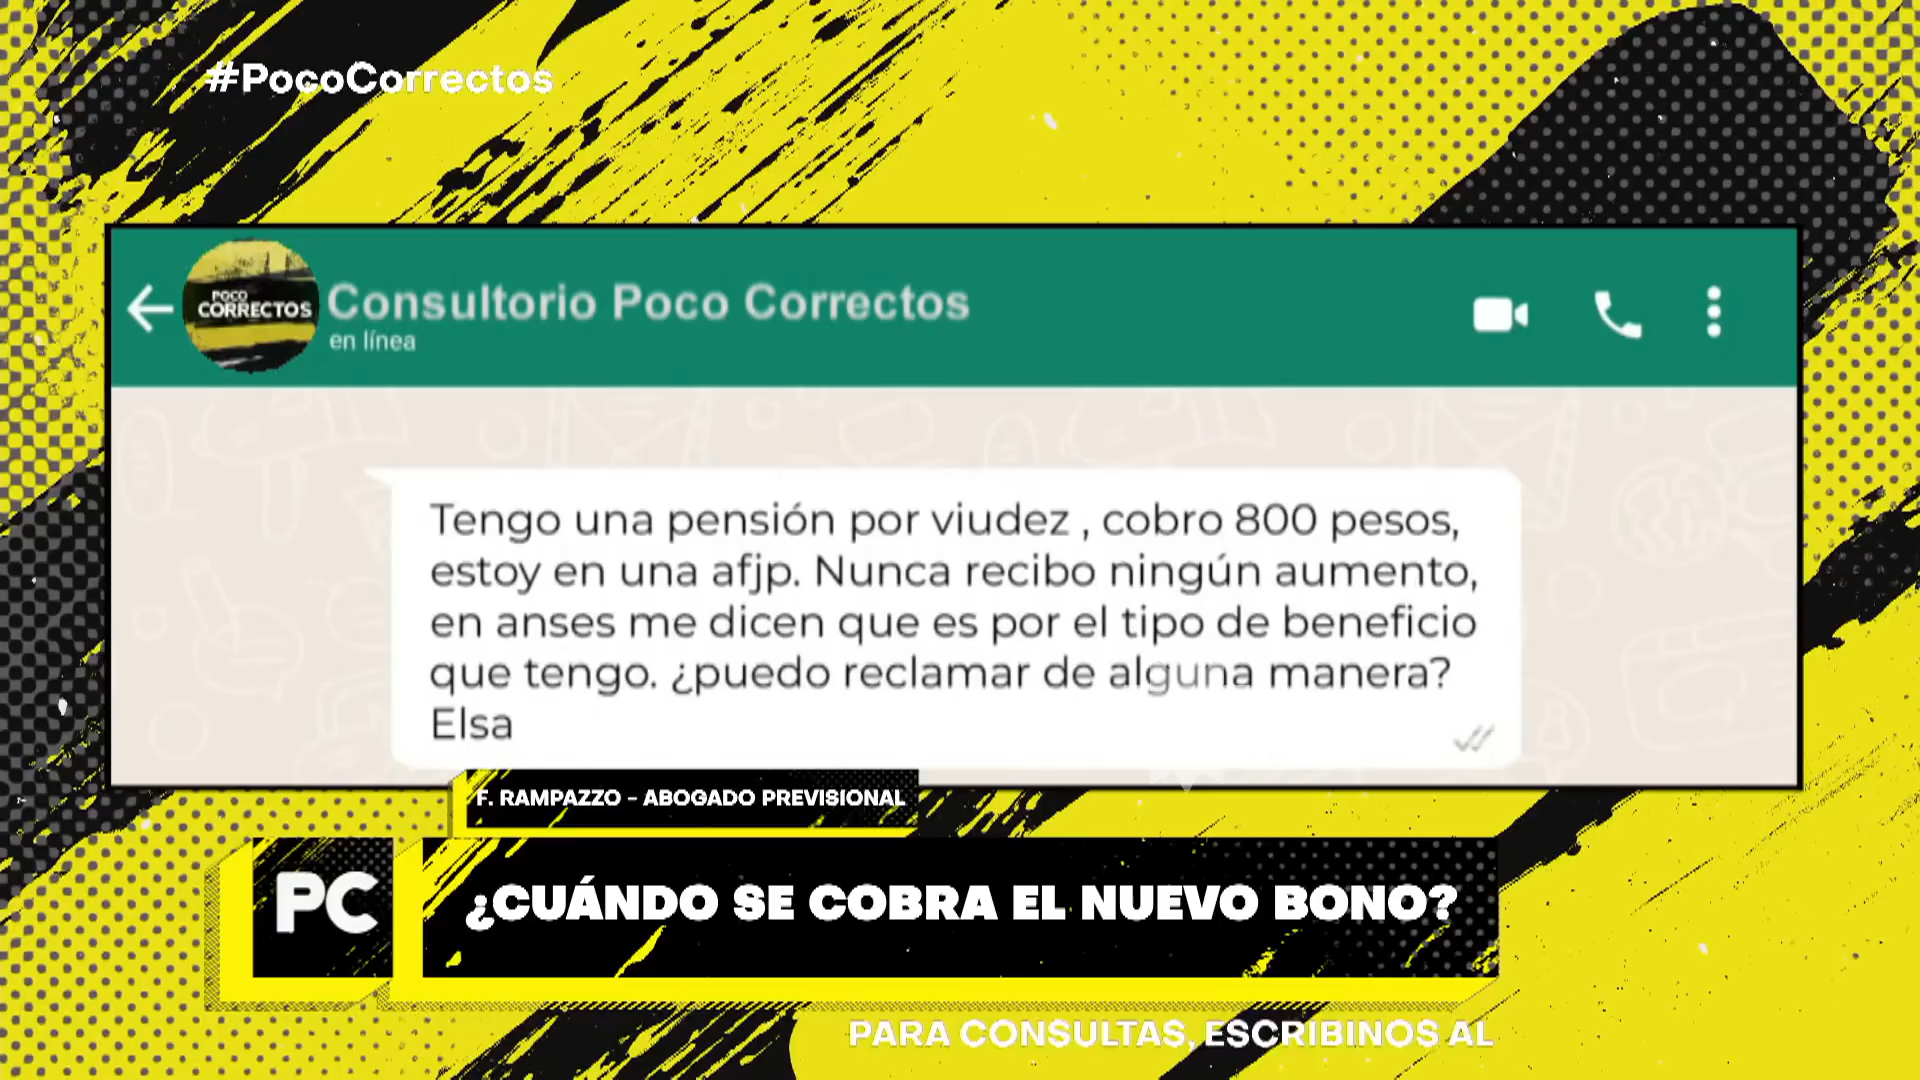 #PocoCorrectos
POCO
CORRECTOS
Consultorio Poco Correctos
en línea
Tengo una pensión por viudez , cobro 800 pesos,
estoy en una afjp. Nunca recibo ningún aumento,
en anses me dicen que es por el tipo de beneficio
que tengo. ¿puedo reclamar de alguna manera?
Elsa
F. RAMPAZZO - ABOGADO PREVISIONAL
PC
¿CUÁNDO SE COBRA EL NUEVO BONO?
PARA CONSULTAS, ESCRIBINOS AL